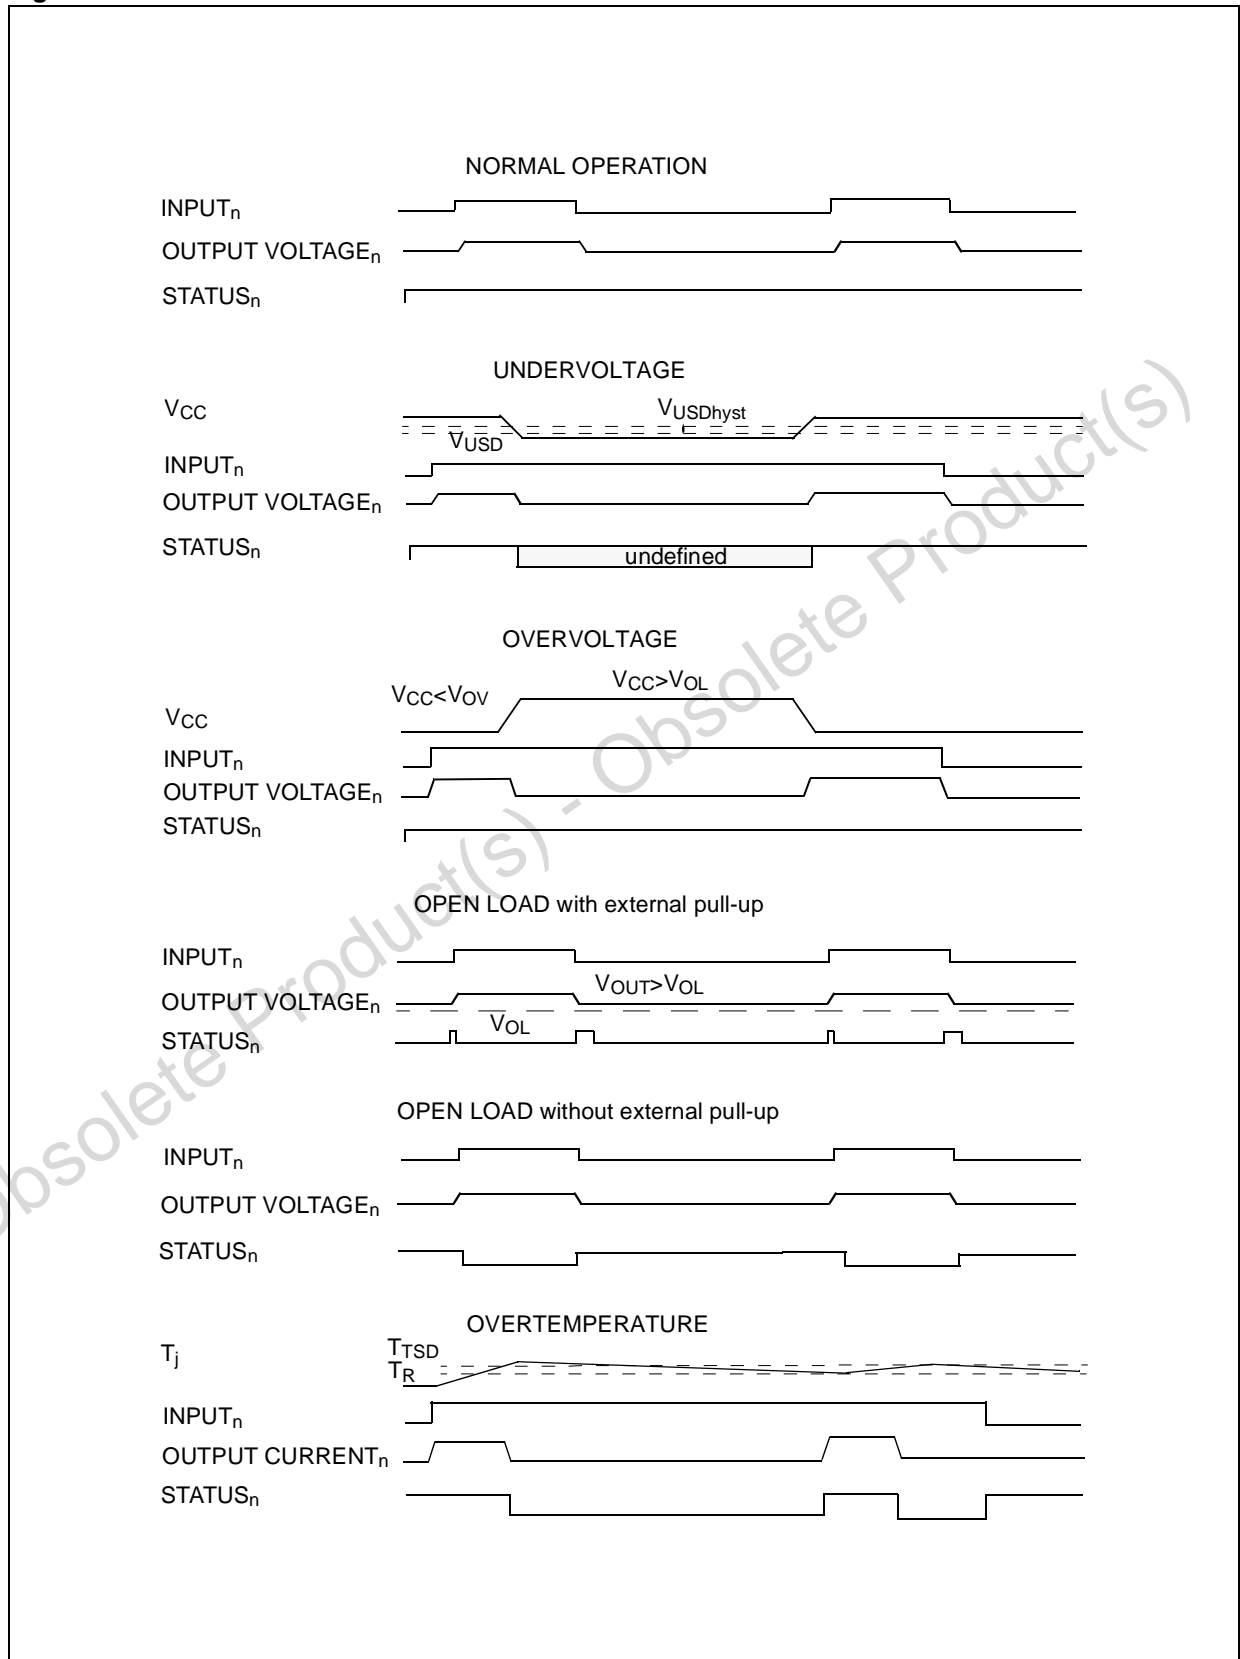 NORMAL OPERATION
INPUTn
OUTPUT VOLTAGEn
STATUSn
UNDERVOLTAGE
VCC
VUSDhyst
VUSD
INPUTn
OUTPUT VOLTAGEn
STATUSn
undefined
OVERVOLTAGE
VCC<VOV
VCC>VOL
VCC
INPUTn
OUTPUT VOLTAGEn
STATUSn
OPEN LOAD with external pull-up
INPUTn
VOUT>VOL
OUTPUT VOLTAGEn
VOL
STATUSn
OPEN LOAD without external pull-up
INPUTn
OUTPUT VOLTAGEn
STATUSn
OVERTEMPERATURE
Tj
TTSD
TR
INPUTn
OUTPUT CURRENTn
STATUSn
Obsolete Product(s) - Obsolete Product(s)